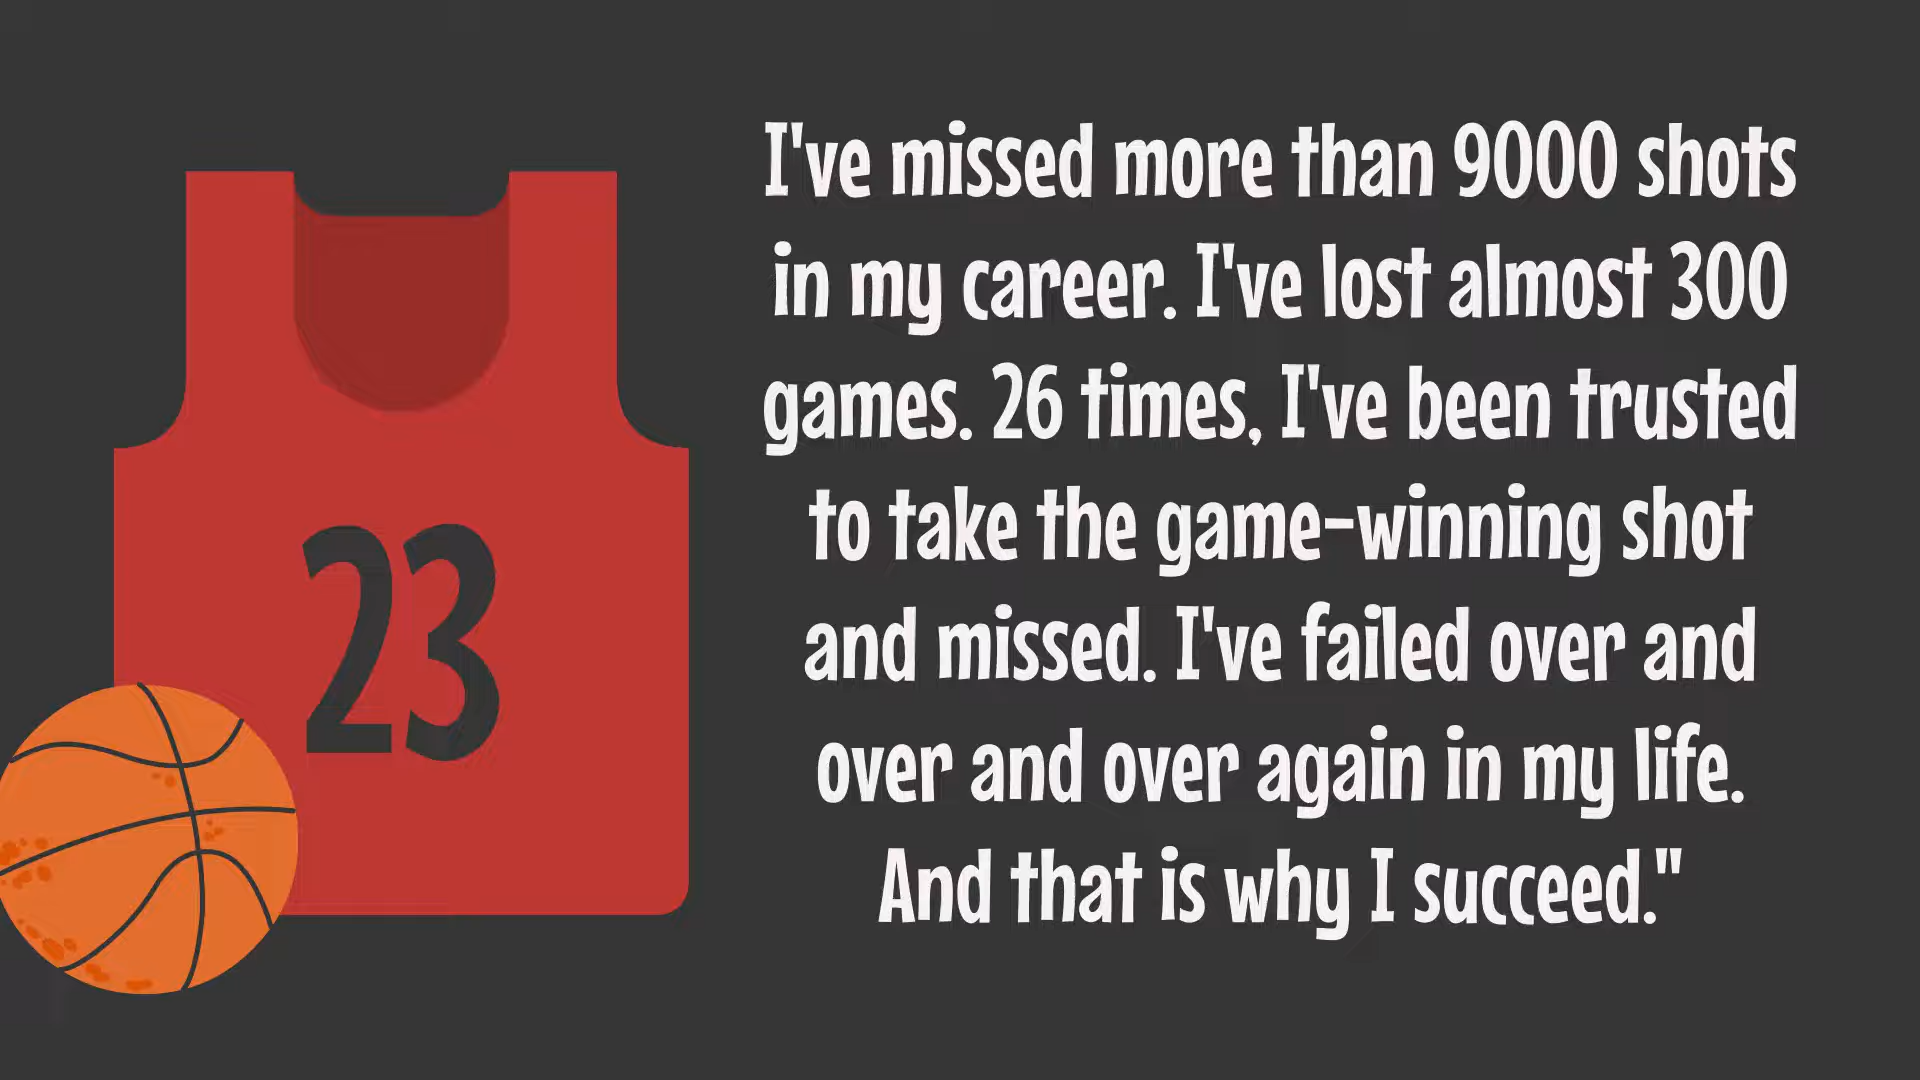 23
I've missed more than 9000 shots
in my career. I've lost almost 300
games. 26 times, I've been trusted
to take the game-winning shot
and missed. I've failed over and
over and over again in my life.
And that is why I succeed."